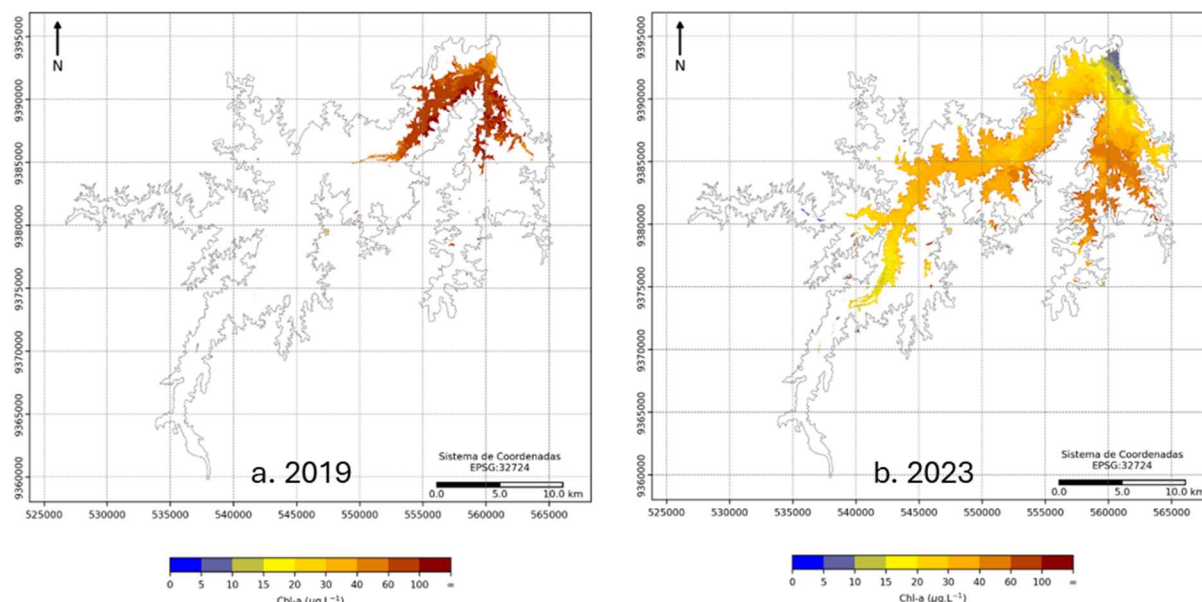 9395000
9390000
9385000
9380000
9375000
9370000
9365000
9360000
N
a. 2019
Sistema de Coordenadas
EPSG:32724
0.0 5.0 10.0 km
525000 530000 535000 540000 545000 550000 555000 560000 565000
0 5 10 15 20 30 40 60 100 ∞
Chl-a (µg.L⁻¹)
9395000
9390000
9385000
9380000
9375000
9370000
9365000
9360000
N
b. 2023
Sistema de Coordenadas
EPSG:32724
0.0 5.0 10.0 km
525000 530000 535000 540000 545000 550000 555000 560000 565000
0 5 10 15 20 30 40 60 100 ∞
Chl-a (µg.L⁻¹)